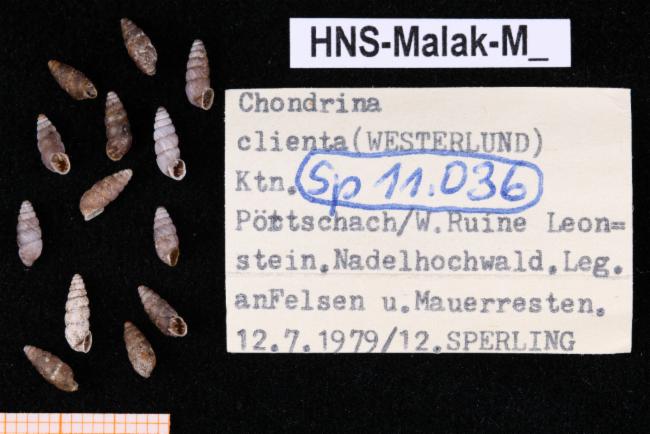 HNS-Malak-M_
Chondrina
clienta(WESTERLUND)
Ktn. Sp 11.036
Pöttschach/W.Ruine Leon=
stein.Nadelhochwald.Leg.
anFelsen u.Mauerresten.
12.7.1979/12.SPERLING